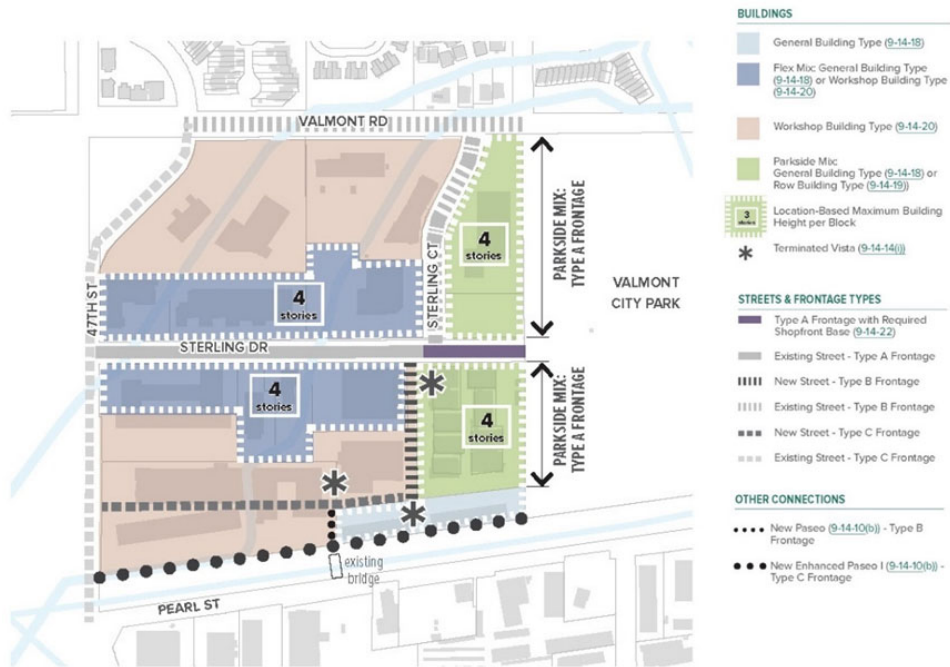 VALMONT RD
47TH ST
STERLING CT
STERLING DR
4
stories
4
stories
4
stories
4
stories
PARKSIDE MIX:
TYPE A FRONTAGE
PARKSIDE MIX:
TYPE A FRONTAGE
VALMONT
CITY PARK
existing
bridge
PEARL ST
BUILDINGS
General Building Type (9-14-18)
Flex Mix: General Building Type
(9-14-18) or Workshop Building Type
(9-14-20)
Workshop Building Type (9-14-20)
Parkside Mix:
General Building Type (9-14-18) or
Row Building Type (9-14-19))
3
stories
Location-Based Maximum Building
Height per Block
Terminated Vista (9-14-14(i))
STREETS & FRONTAGE TYPES
Type A Frontage with Required
Shopfront Base (9-14-22)
Existing Street - Type A Frontage
New Street - Type B Frontage
Existing Street - Type B Frontage
New Street - Type C Frontage
Existing Street - Type C Frontage
OTHER CONNECTIONS
New Paseo (9-14-10(b)) - Type B
Frontage
New Enhanced Paseo I (9-14-10(b)) -
Type C Frontage